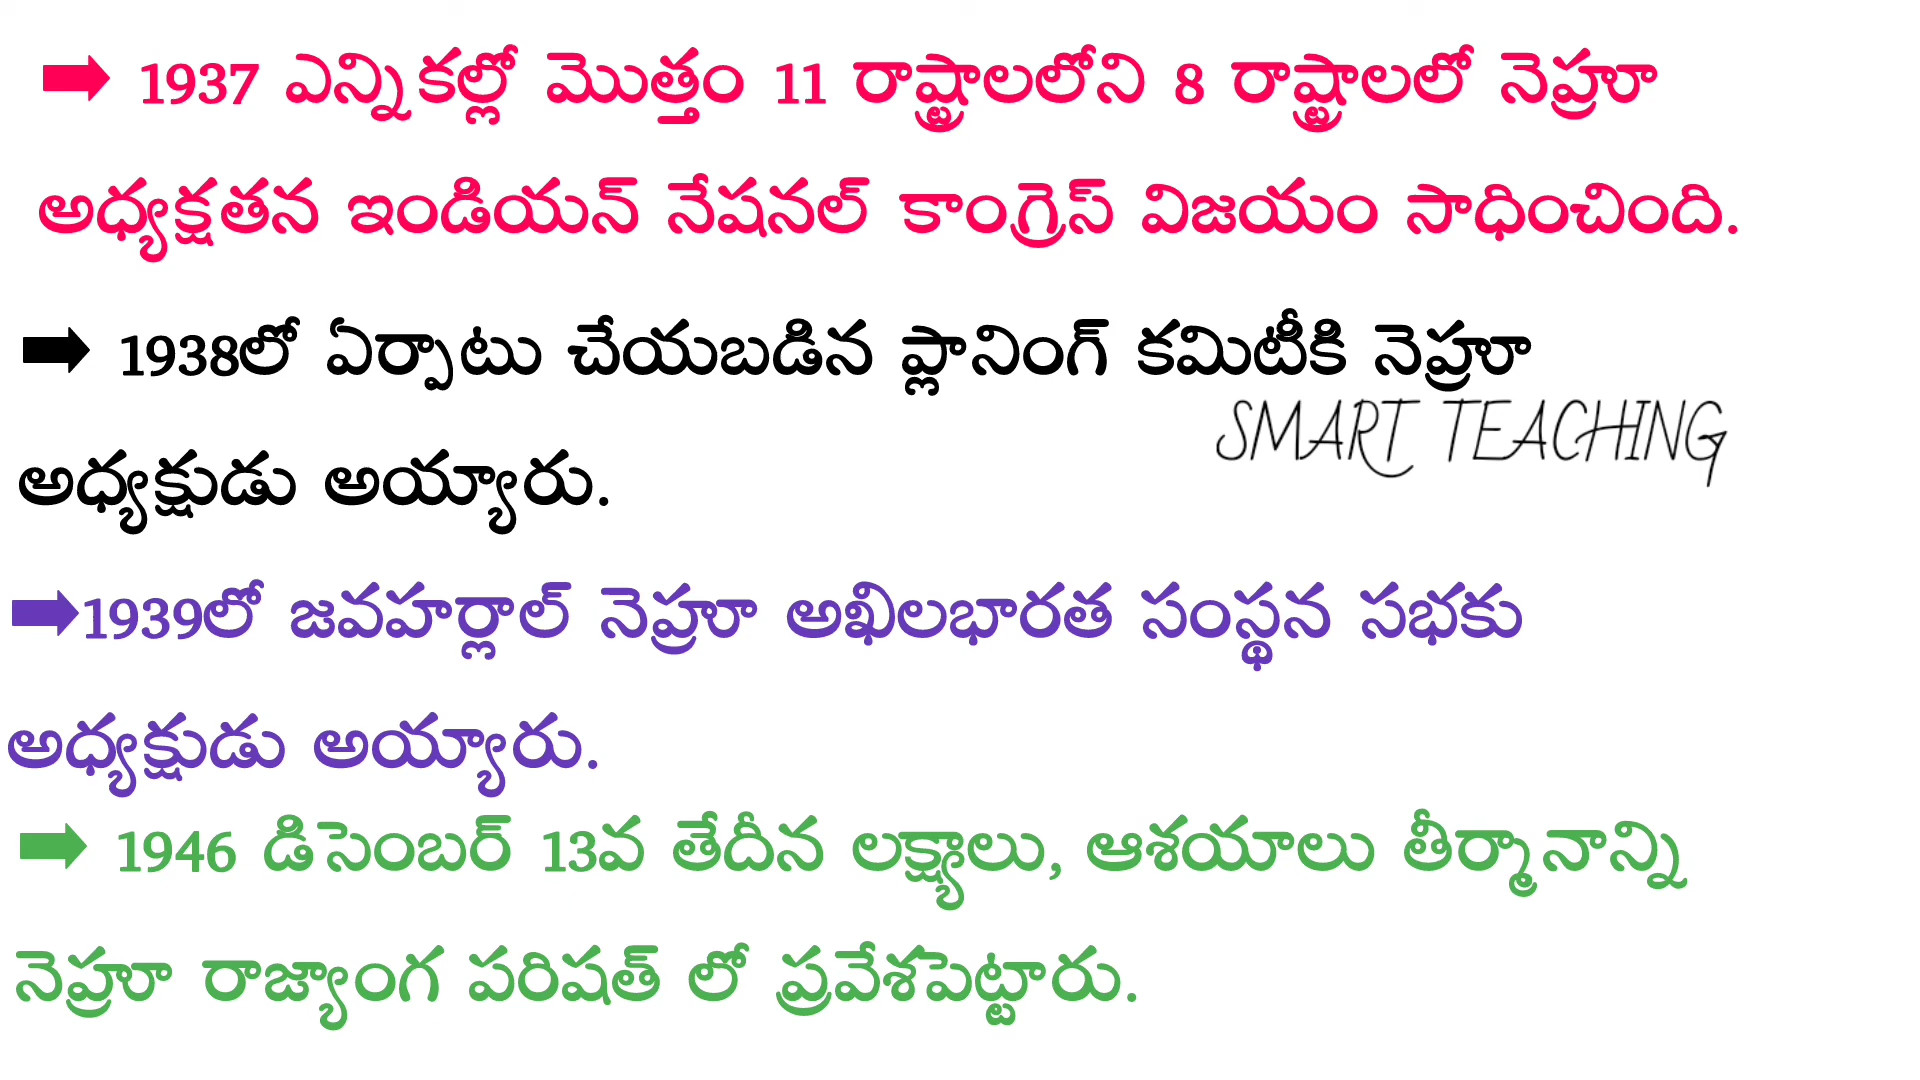 ➡ 1937 ఎన్నికల్లో మొత్తం 11 రాష్ట్రాలలోని 8 రాష్ట్రాలలో నెహ్రూ
అధ్యక్షతన ఇండియన్ నేషనల్ కాంగ్రెస్ విజయం సాధించింది.
➡ 1938లో ఏర్పాటు చేయబడిన ప్లానింగ్ కమిటీకి నెహ్రూ
SMART TEACHING
అధ్యక్షుడు అయ్యారు.
➡1939లో జవహర్లాల్ నెహ్రూ అఖిలభారత సంస్థన సభకు
అధ్యక్షుడు అయ్యారు.
➡ 1946 డిసెంబర్ 13వ తేదీన లక్ష్యాలు, ఆశయాలు తీర్మానాన్ని
నెహ్రూ రాజ్యాంగ పరిషత్ లో ప్రవేశపెట్టారు.